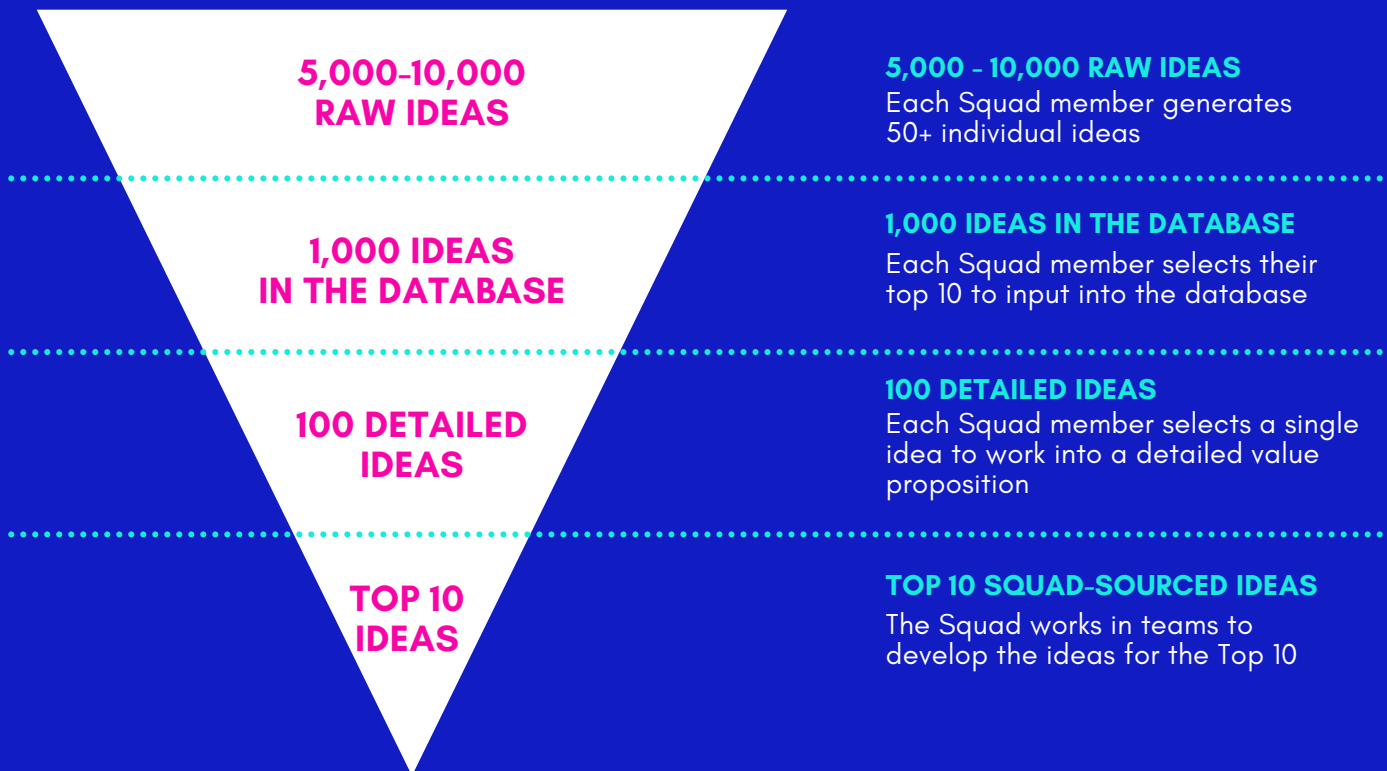 5,000-10,000
RAW IDEAS
5,000 - 10,000 RAW IDEAS
Each Squad member generates
50+ individual ideas
1,000 IDEAS
IN THE DATABASE
1,000 IDEAS IN THE DATABASE
Each Squad member selects their
top 10 to input into the database
100 DETAILED
IDEAS
100 DETAILED IDEAS
Each Squad member selects a single
idea to work into a detailed value
proposition
TOP 10
IDEAS
TOP 10 SQUAD-SOURCED IDEAS
The Squad works in teams to
develop the ideas for the Top 10